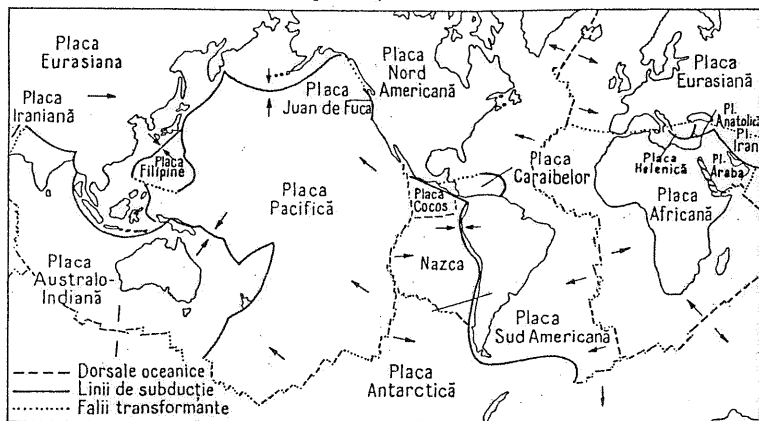 Placa
Eurasiana
Placa
Iraniană
Placa
Filipine
Placa
Australo-
Indiană
Placa
Pacifică
Placa
Juan de Fuca
Placa
Nord
Americană
Placa
Cocos
Placa
Caraibelor
Nazca
Placa
Sud Americană
Placa
Antarctică
Placa
Eurasiană
Pl.
Anatolică
Pl.
Iran
Placa
Helenică
Pl.
Araba
Placa
Africană
Dorsale oceanice
Linii de subducție
Falii transformante